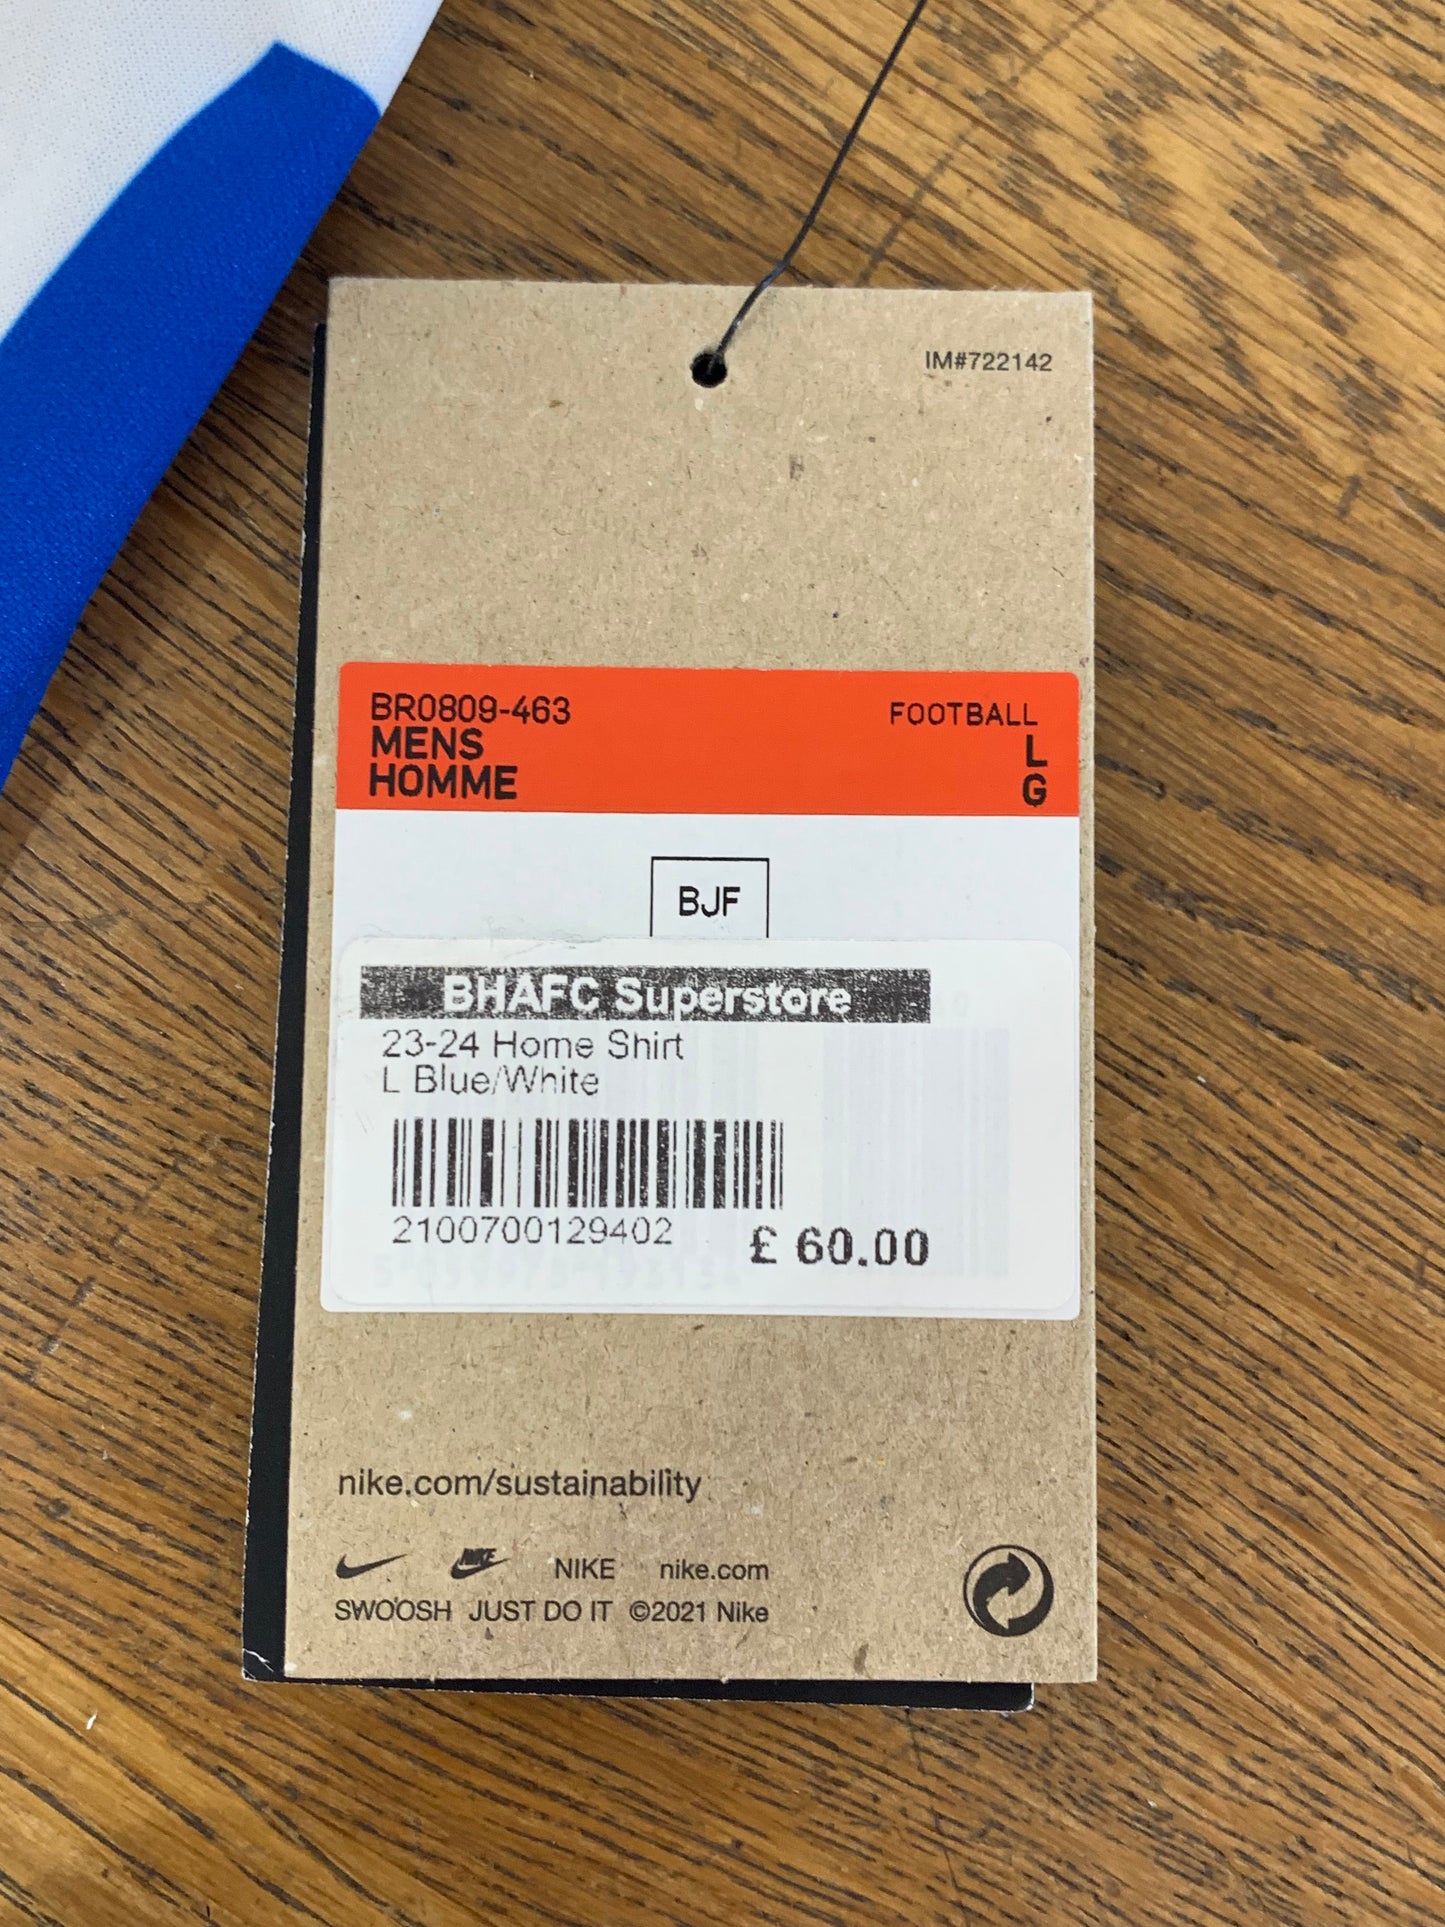 IM#722142
BR0809-463 FOOTBALL
MENS L
HOMME G
BJF
BHAFC Superstore
23-24 Home Shirt
L Blue/White
2100700129402
£ 60.00
nike.com/sustainability
NIKE NIKE nike.com
SWOOSH JUST DO IT ©2021 Nike